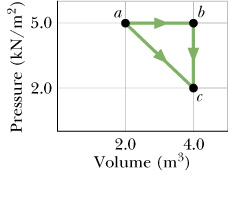 Pressure (kN/m²)
5.0
2.0
a
b
c
2.0 4.0
Volume (m³)